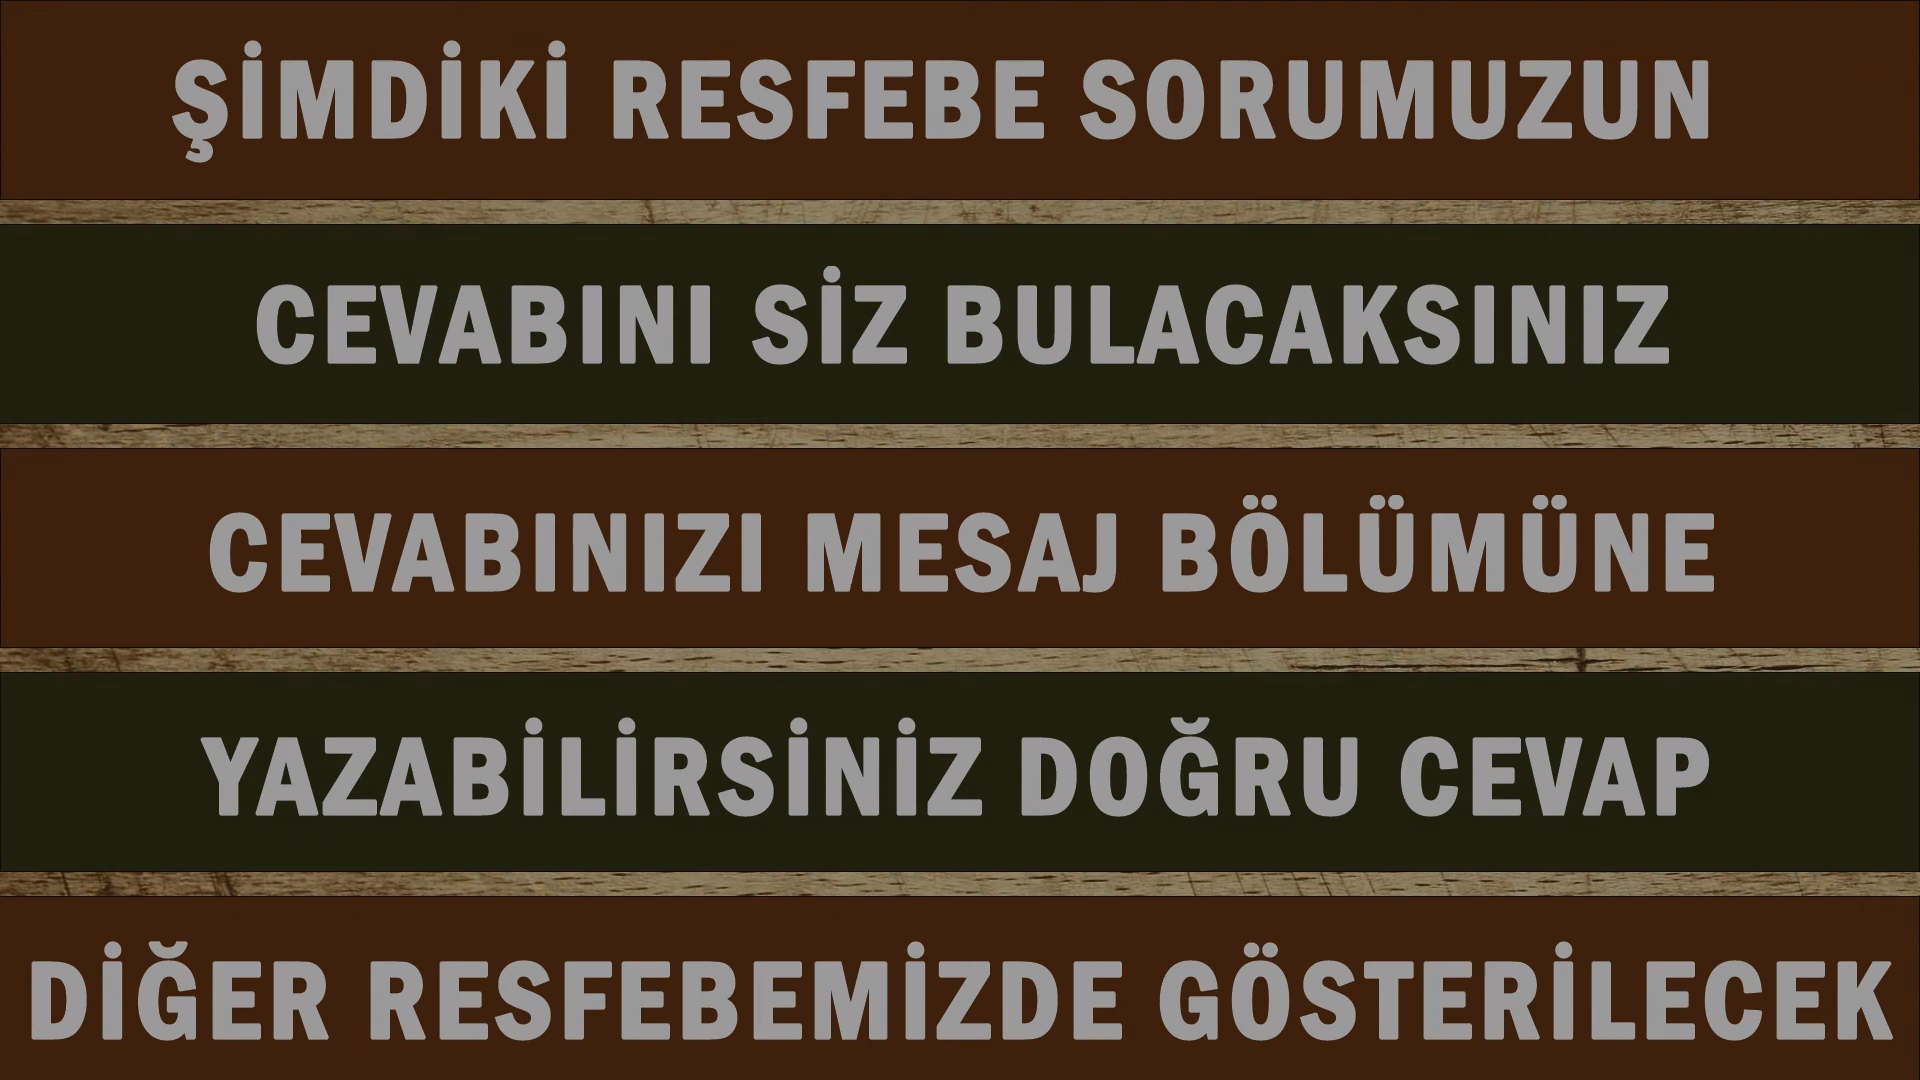 ŞİMDİKİ RESFEBE SORUMUZUN
CEVABINI SİZ BULACAKSINIZ
CEVABINIZI MESAJ BÖLÜMÜNE
YAZABİLİRSİNİZ DOĞRU CEVAP
DİĞER RESFEBEMİZDE GÖSTERİLECEK